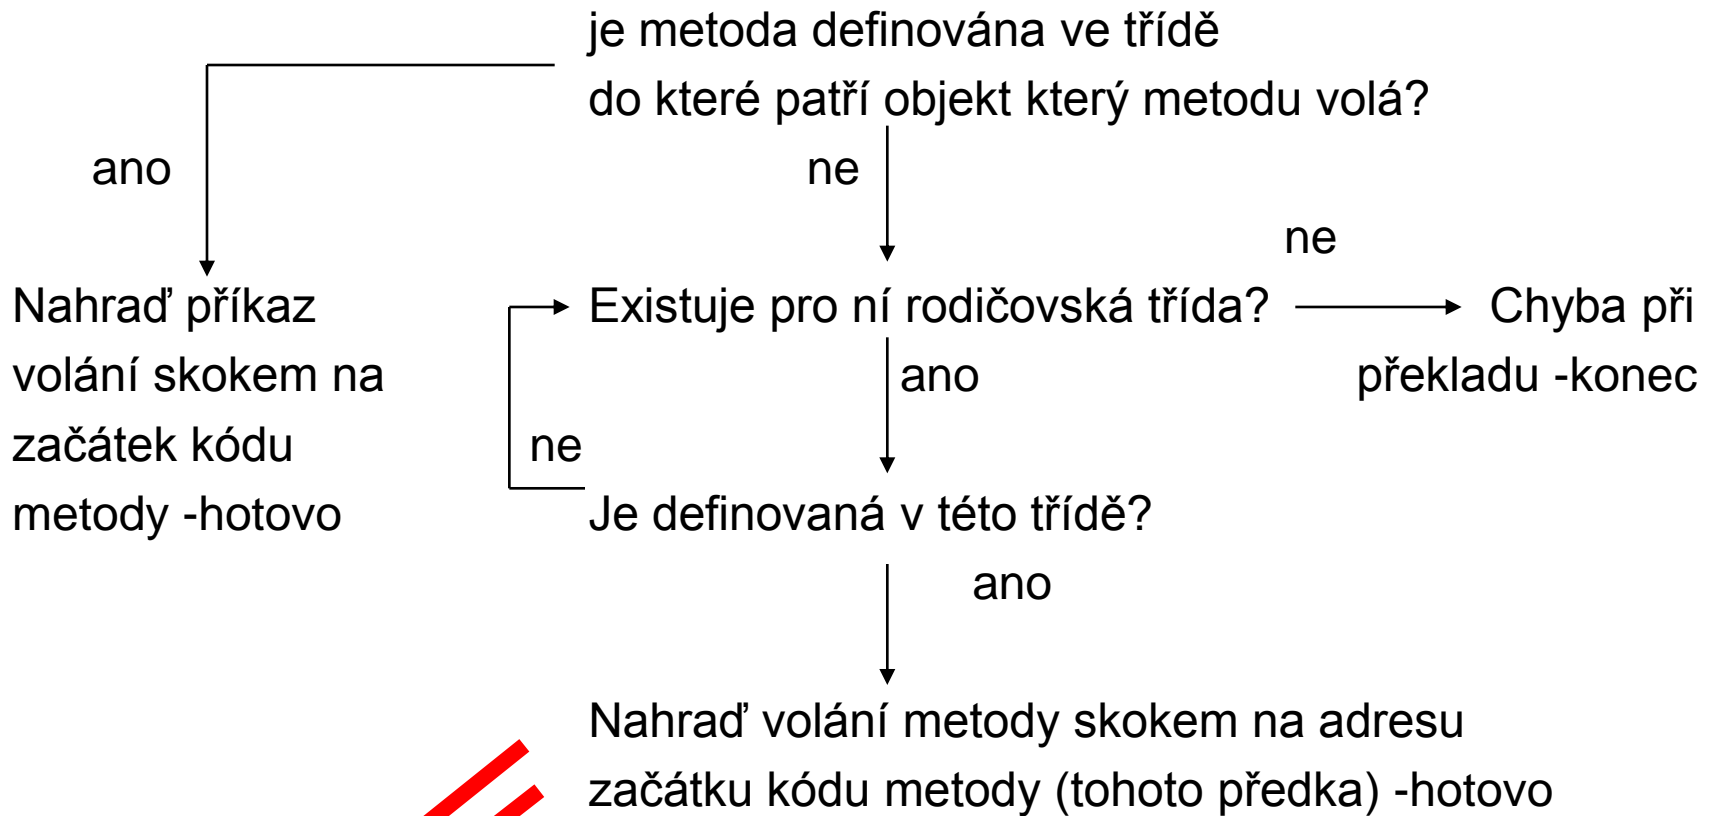 je metoda definována ve třídě
do které patří objekt který metodu volá?
ano
ne
ne
Nahraď příkaz
volání skokem na
začátek kódu
metody -hotovo
Existuje pro ní rodičovská třída?
Chyba při
překladu -konec
ano
ne
Je definovaná v této třídě?
ano
Nahraď volání metody skokem na adresu
začátku kódu metody (tohoto předka) -hotovo